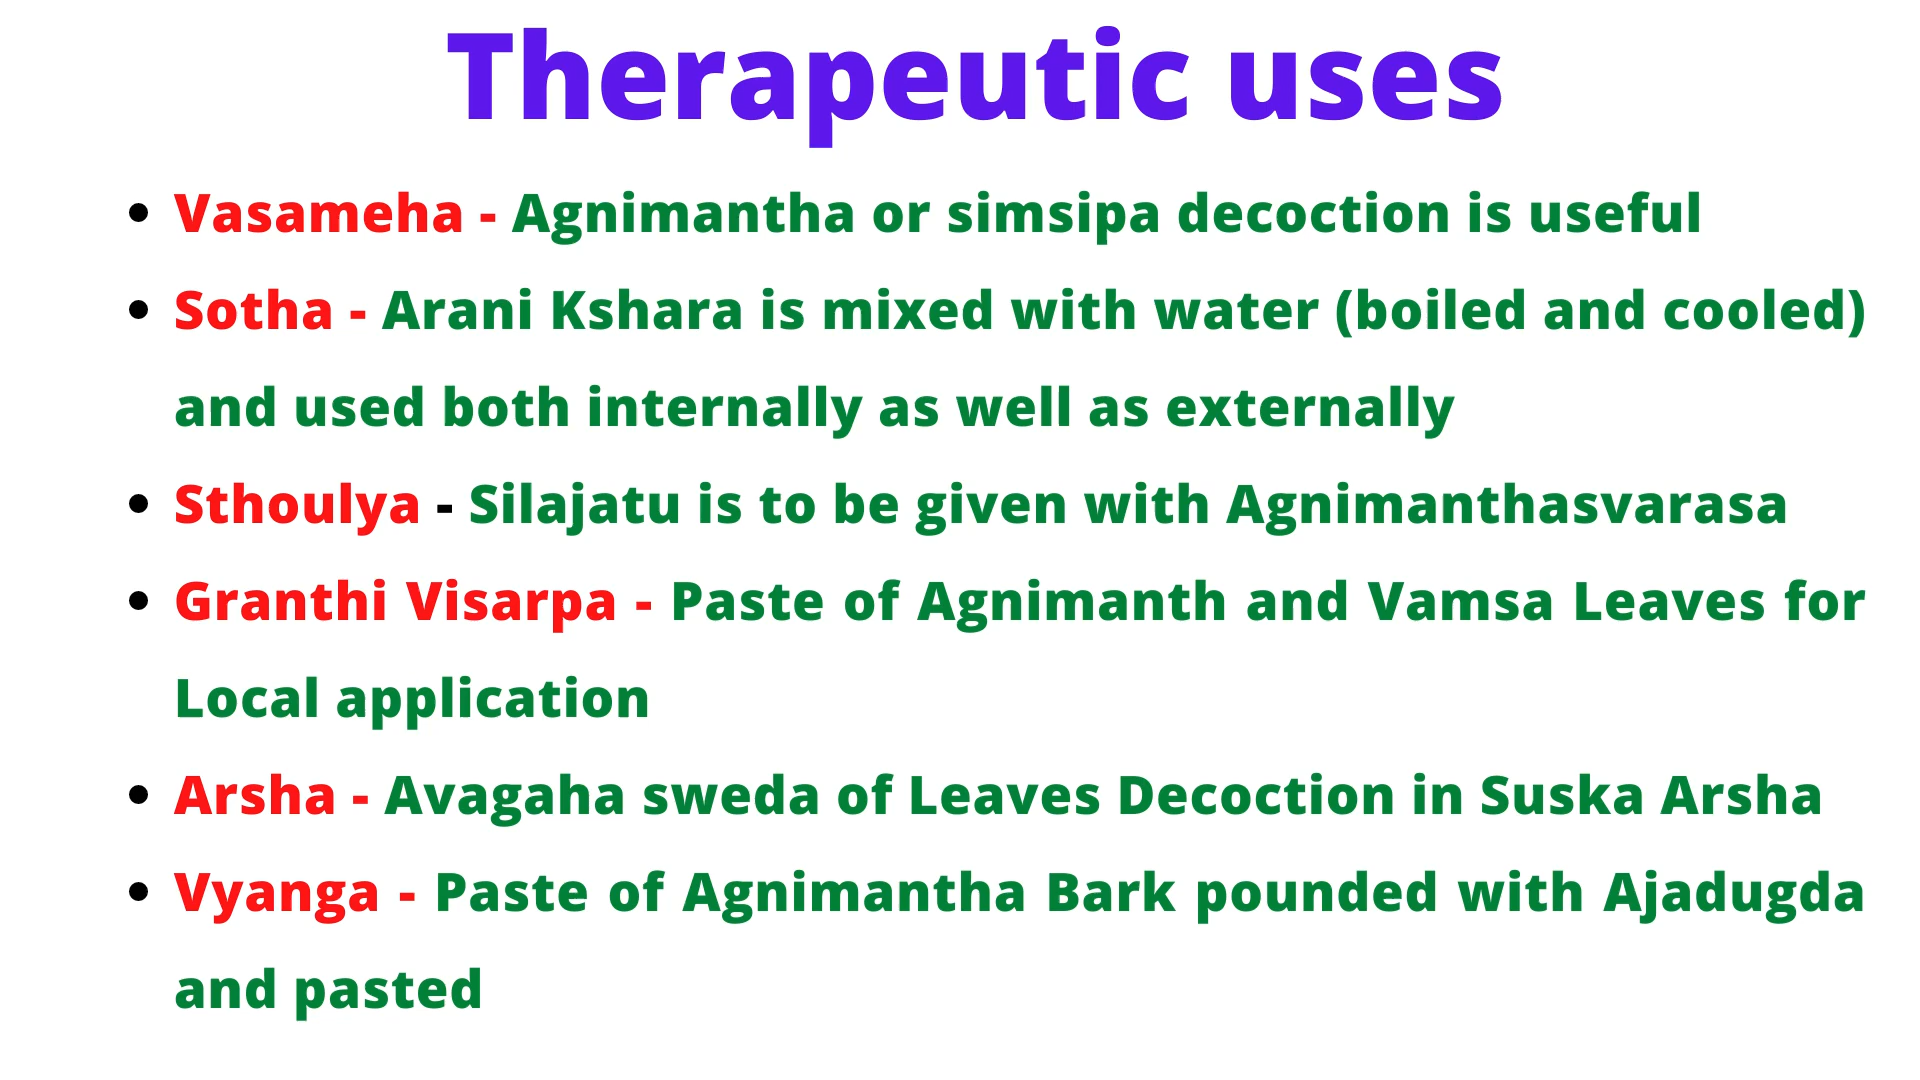 Therapeutic uses
• Vasameha - Agnimantha or simsipa decoction is useful
• Sotha - Arani Kshara is mixed with water (boiled and cooled)
and used both internally as well as externally
• Sthoulya - Silajatu is to be given with Agnimanthasvarasa
• Granthi Visarpa - Paste of Agnimanth and Vamsa Leaves for
Local application
• Arsha - Avagaha sweda of Leaves Decoction in Suska Arsha
• Vyanga - Paste of Agnimantha Bark pounded with Ajadugda
and pasted